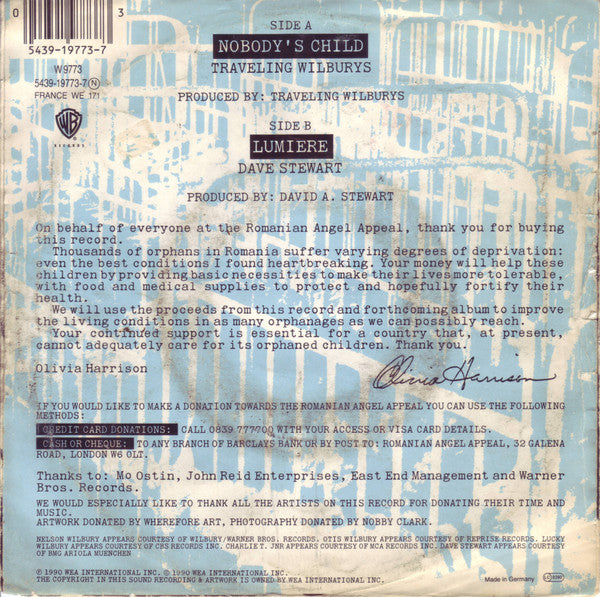 0 3
5439-19773-7
W 9773
5439-19773-7 N
FRANCE WE 171
WB
RECORDS
SIDE A
NOBODY'S CHILD
TRAVELING WILBURYS
PRODUCED BY: TRAVELING WILBURYS
SIDE B
LUMIERE
DAVE STEWART
PRODUCED BY: DAVID A. STEWART
On behalf of everyone at the Romanian Angel Appeal, thank you for buying
this record.
Thousands of orphans in Romania suffer varying degrees of deprivation:
even the best conditions I found heartbreaking. Your money will help these
children by providing basic necessities to make their lives more tolerable,
with food and medical supplies to protect and hopefully fortify their
health.
We will use the proceeds from this record and forthcoming album to improve
the living conditions in as many orphanages as we can possibly reach.
Your continued support is essential for a country that, at present,
cannot adequately care for its orphaned children. Thank you.
Olivia Harrison
Olivia Harrison
IF YOU WOULD LIKE TO MAKE A DONATION TOWARDS THE ROMANIAN ANGEL APPEAL YOU CAN USE THE FOLLOWING
METHODS:
CREDIT CARD DONATIONS: CALL 0839 777700 WITH YOUR ACCESS OR VISA CARD DETAILS.
CASH OR CHEQUE: TO ANY BRANCH OF BARCLAYS BANK OR BY POST TO: ROMANIAN ANGEL APPEAL, 32 GALENA
ROAD, LONDON W6 0LT.
Thanks to: Mo Ostin, John Reid Enterprises, East End Management and Warner
Bros. Records.
WE WOULD ESPECIALLY LIKE TO THANK ALL THE ARTISTS ON THIS RECORD FOR DONATING THEIR TIME AND
MUSIC.
ARTWORK DONATED BY WHEREFORE ART, PHOTOGRAPHY DONATED BY NOBBY CLARK.
NELSON WILBURY APPEARS COURTESY OF WILBURY/WARNER BROS. RECORDS. OTIS WILBURY APPEARS COURTESY OF REPRISE RECORDS. LUCKY
WILBURY APPEARS COURTESY OF CBS RECORDS INC. CHARLIE T. JNR APPEARS COURTESY OF MCA RECORDS INC. DAVE STEWART APPEARS COURTESY
OF BMG ARIOLA MUENCHEN
℗ 1990 WEA INTERNATIONAL INC. © 1990 WEA INTERNATIONAL INC.
THE COPYRIGHT IN THIS SOUND RECORDING & ARTWORK IS OWNED BY WEA INTERNATIONAL INC.
Made in Germany